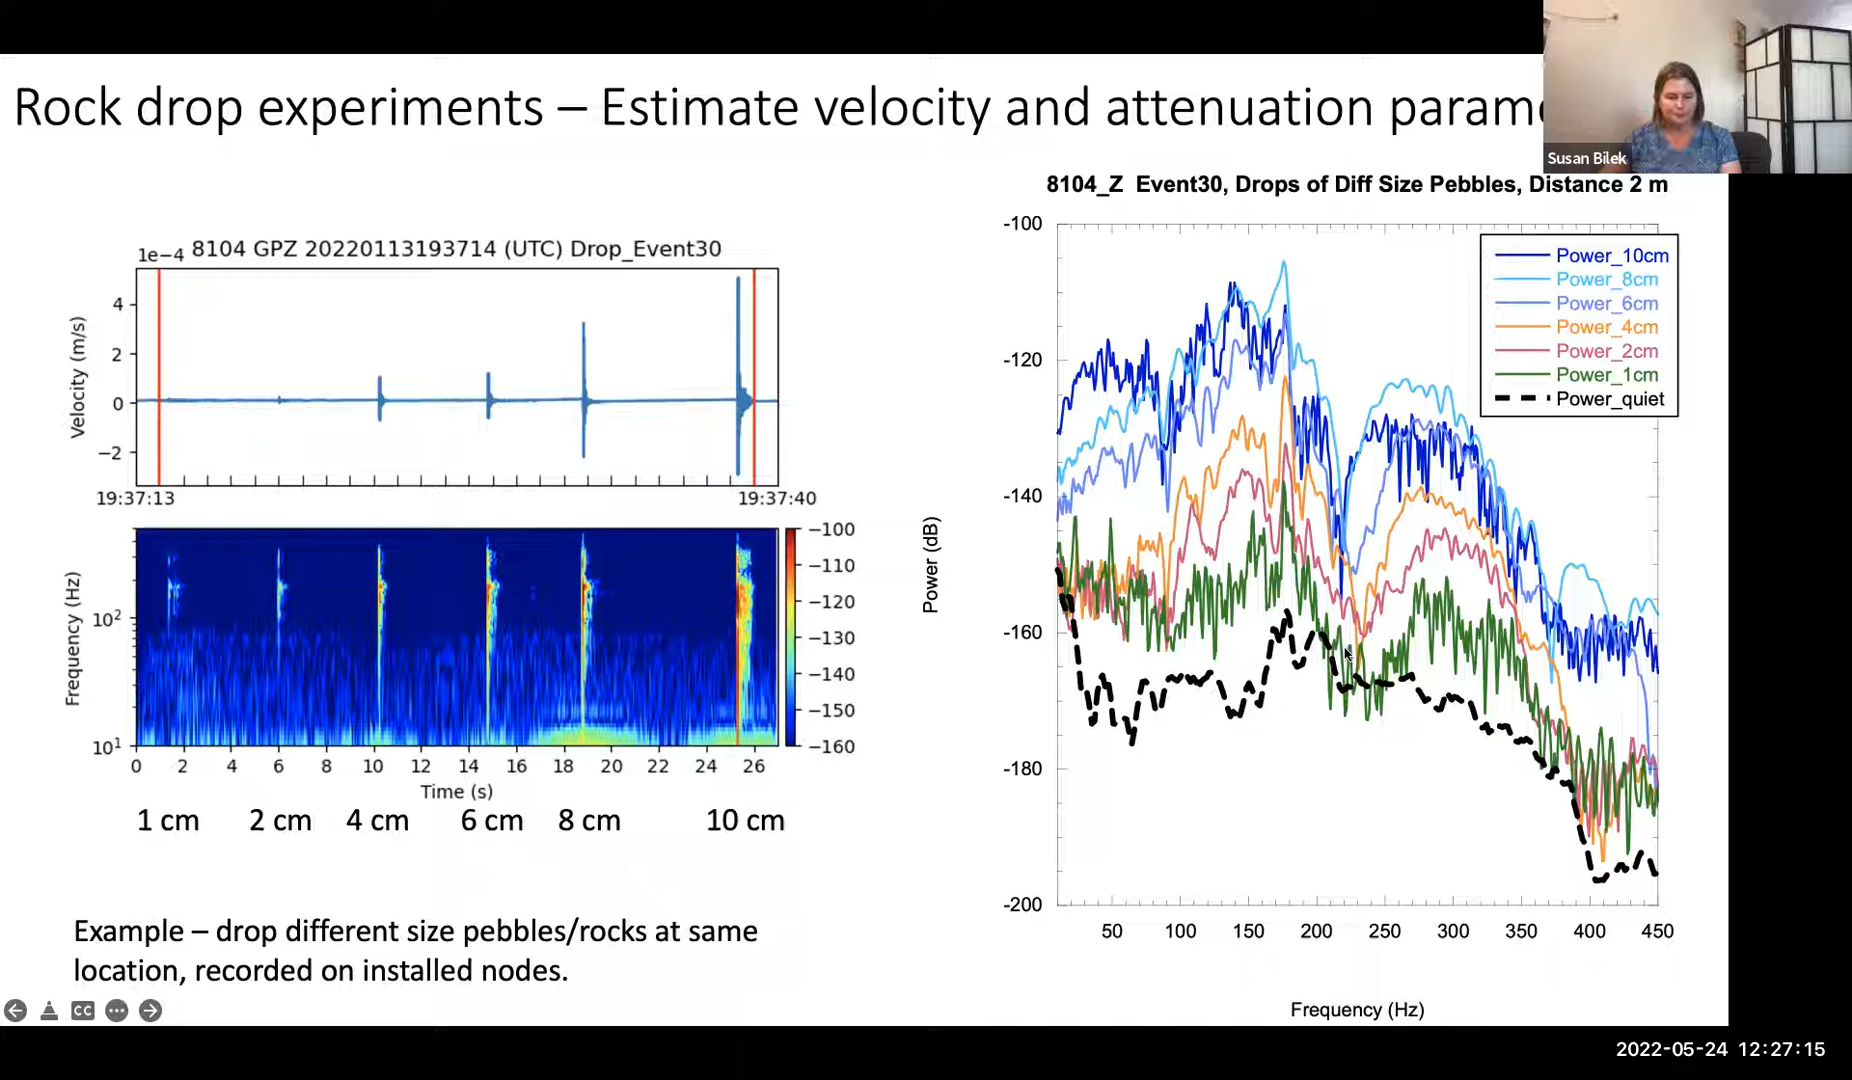 Rock drop experiments – Estimate velocity and attenuation param
Susan Bilek
8104 GPZ 20220113193714 (UTC) Drop_Event30
1e−4
Velocity (m/s)
4
2
0
−2
19:37:13
19:37:40
Frequency (Hz)
10²
10¹
−100
−110
−120
−130
−140
−150
−160
0 2 4 6 8 10 12 14 16 18 20 22 24 26
Time (s)
1 cm 2 cm 4 cm 6 cm 8 cm 10 cm
Example – drop different size pebbles/rocks at same
location, recorded on installed nodes.
8104_Z Event30, Drops of Diff Size Pebbles, Distance 2 m
Power_10cm
Power_8cm
Power_6cm
Power_4cm
Power_2cm
Power_1cm
Power_quiet
Power (dB)
-100
-120
-140
-160
-180
-200
50 100 150 200 250 300 350 400 450
Frequency (Hz)
CC
2022-05-24 12:27:15